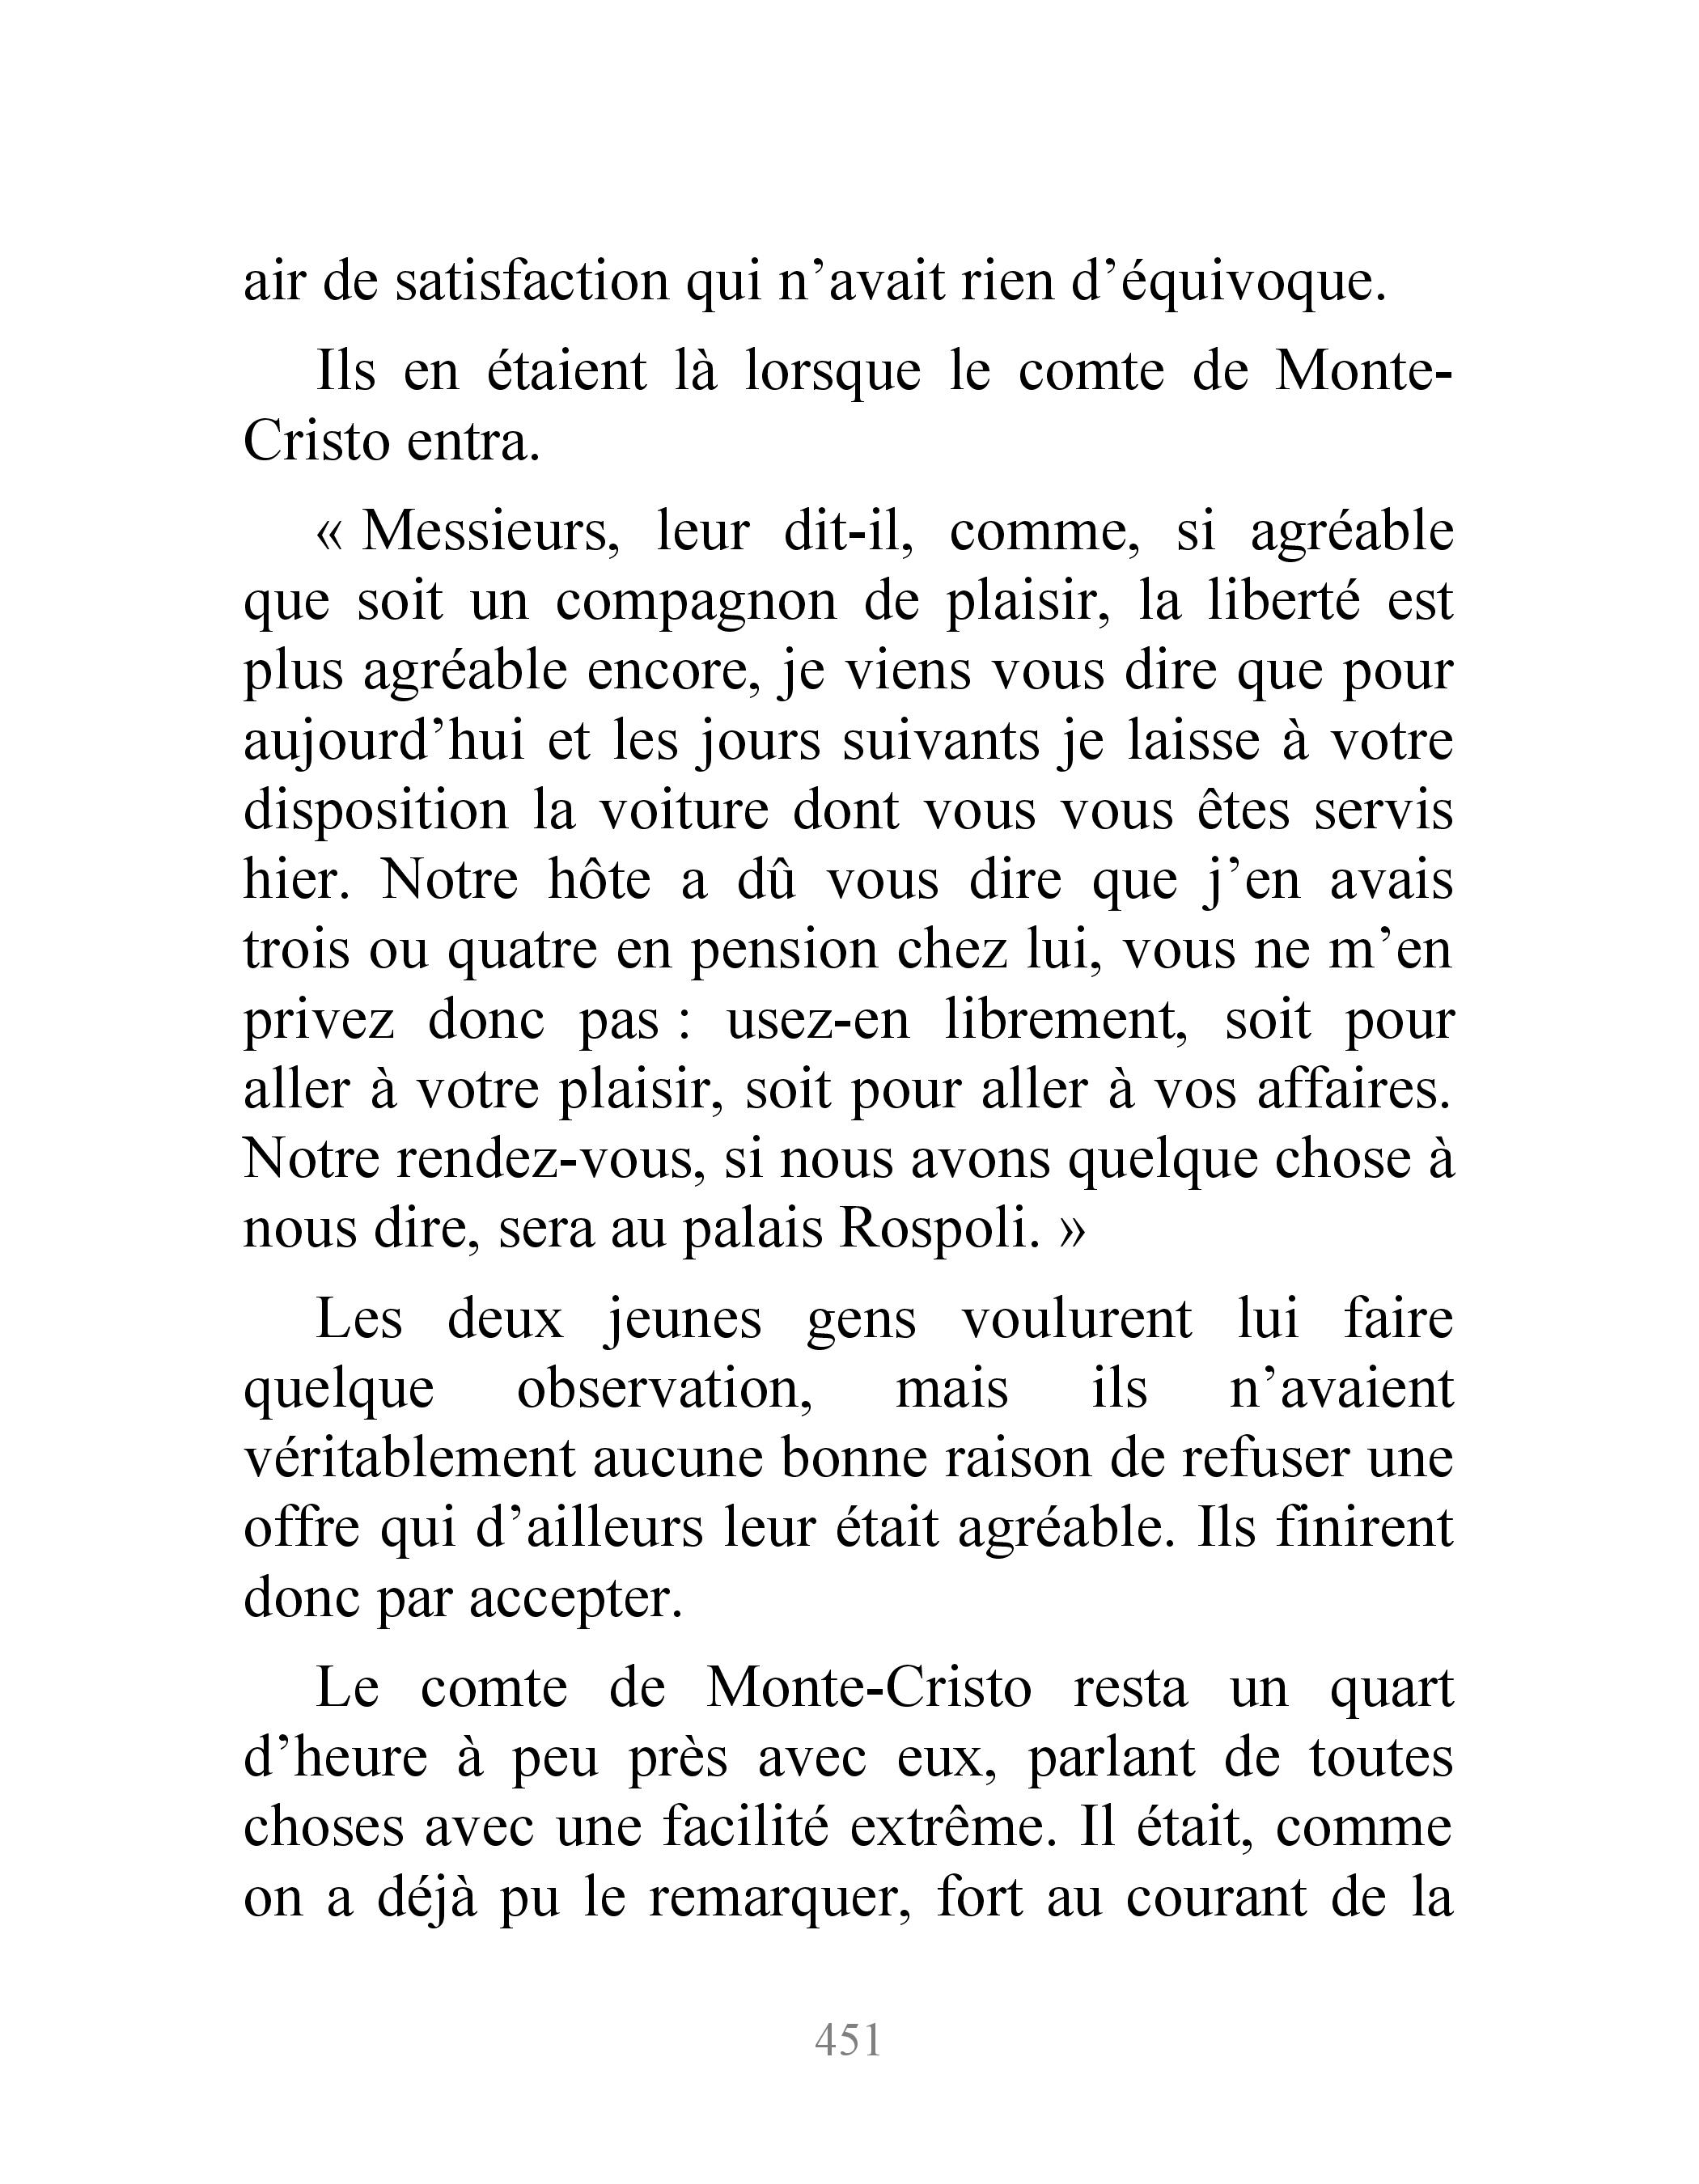 air de satisfaction qui n’avait rien d’équivoque.
Ils en étaient là lorsque le comte de Monte-
Cristo entra.
« Messieurs, leur dit-il, comme, si agréable
que soit un compagnon de plaisir, la liberté est
plus agréable encore, je viens vous dire que pour
aujourd’hui et les jours suivants je laisse à votre
disposition la voiture dont vous vous êtes servis
hier. Notre hôte a dû vous dire que j’en avais
trois ou quatre en pension chez lui, vous ne m’en
privez donc pas : usez-en librement, soit pour
aller à votre plaisir, soit pour aller à vos affaires.
Notre rendez-vous, si nous avons quelque chose à
nous dire, sera au palais Rospoli. »
Les deux jeunes gens voulurent lui faire
quelque observation, mais ils n’avaient
véritablement aucune bonne raison de refuser une
offre qui d’ailleurs leur était agréable. Ils finirent
donc par accepter.
Le comte de Monte-Cristo resta un quart
d’heure à peu près avec eux, parlant de toutes
choses avec une facilité extrême. Il était, comme
on a déjà pu le remarquer, fort au courant de la
451